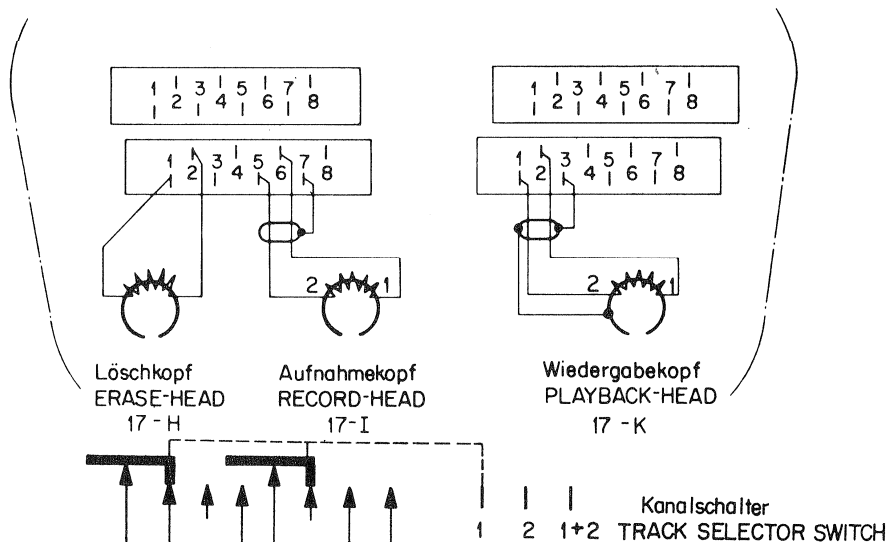 1 2 3 4 5 6 7 8
1 2 3 4 5 6 7 8
1 2 3 4 5 6 7 8
1 2 3 4 5 6 7 8
2 1
2 1
Löschkopf
ERASE-HEAD
17-H
Aufnahmekopf
RECORD-HEAD
17-I
Wiedergabekopf
PLAYBACK-HEAD
17-K
Kanalschalter
1 2 1+2 TRACK SELECTOR SWITCH